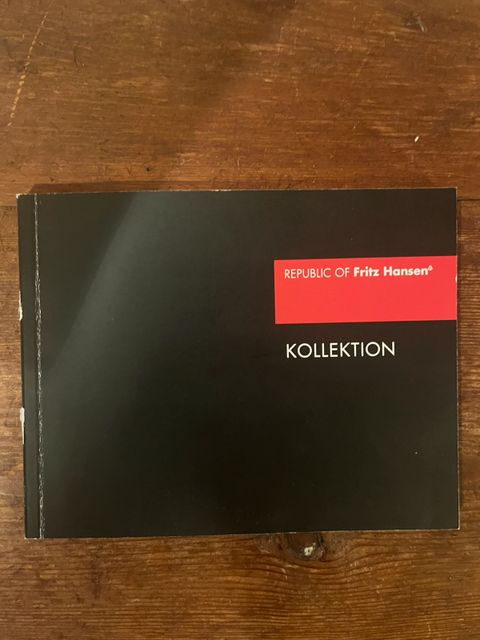 REPUBLIC OF Fritz Hansen®
KOLLEKTION